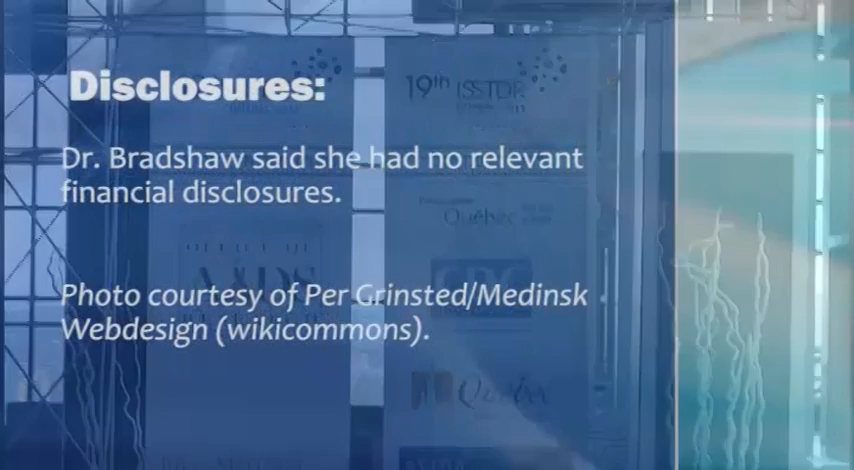 Disclosures:
19th ISSTDR
Dr. Bradshaw said she had no relevant
financial disclosures.
Québec
Photo courtesy of Per Grinsted/Medinsk
Webdesign (wikicommons).